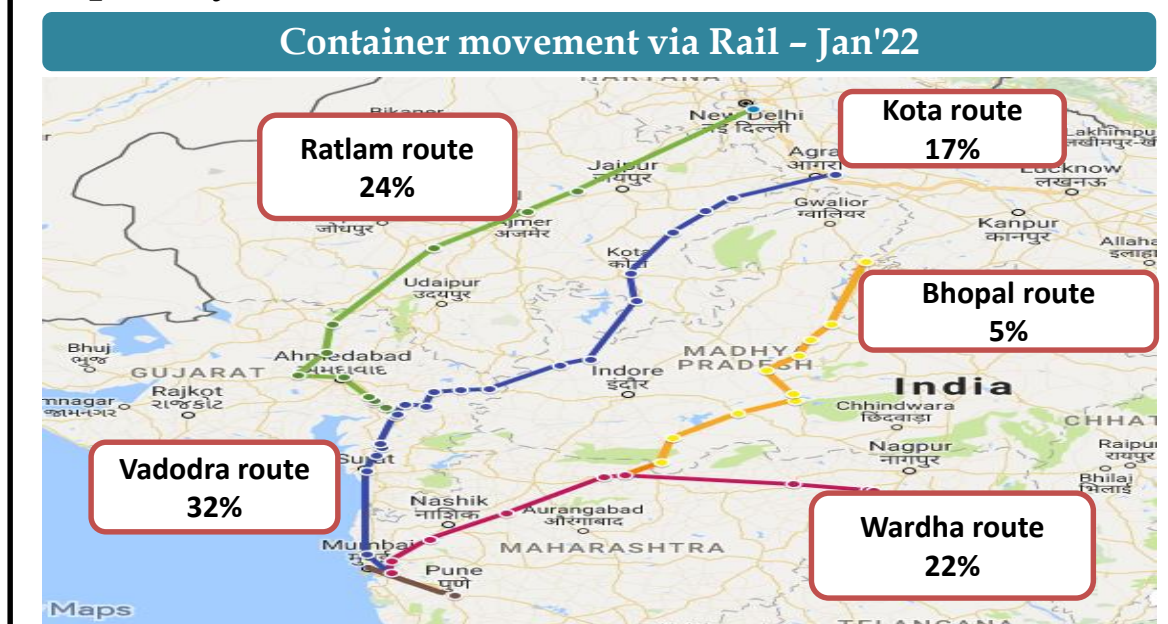 Container movement via Rail – Jan'22
Bikaner
New Delhi
नई दिल्ली
Kota route
17%
Ratlam route
24%
Jaipur
जयपुर
Agra
आगरा
Lucknow
लखनऊ
Ajmer
अजमेर
जोधपुर
Gwalior
ग्वालियर
Kanpur
कानपुर
Kota
कोटा
Udaipur
उदयपुर
Bhopal route
5%
Bhuj
ભુજ
GUJARAT
Ahmedabad
અમદાવાદ
Rajkot
રાજકોટ
MADHY
PRADESH
Indore
इंदौर
India
Chhindwara
छिंदवाड़ा
CHHAT
Nagpur
नागपुर
Raipur
रायपुर
Bhilai
भिलाई
Vadodra route
32%
Surat
Nashik
नाशिक
Aurangabad
औरंगाबाद
Wardha route
22%
Mumbai
MAHARASHTRA
Pune
पुणे
Maps